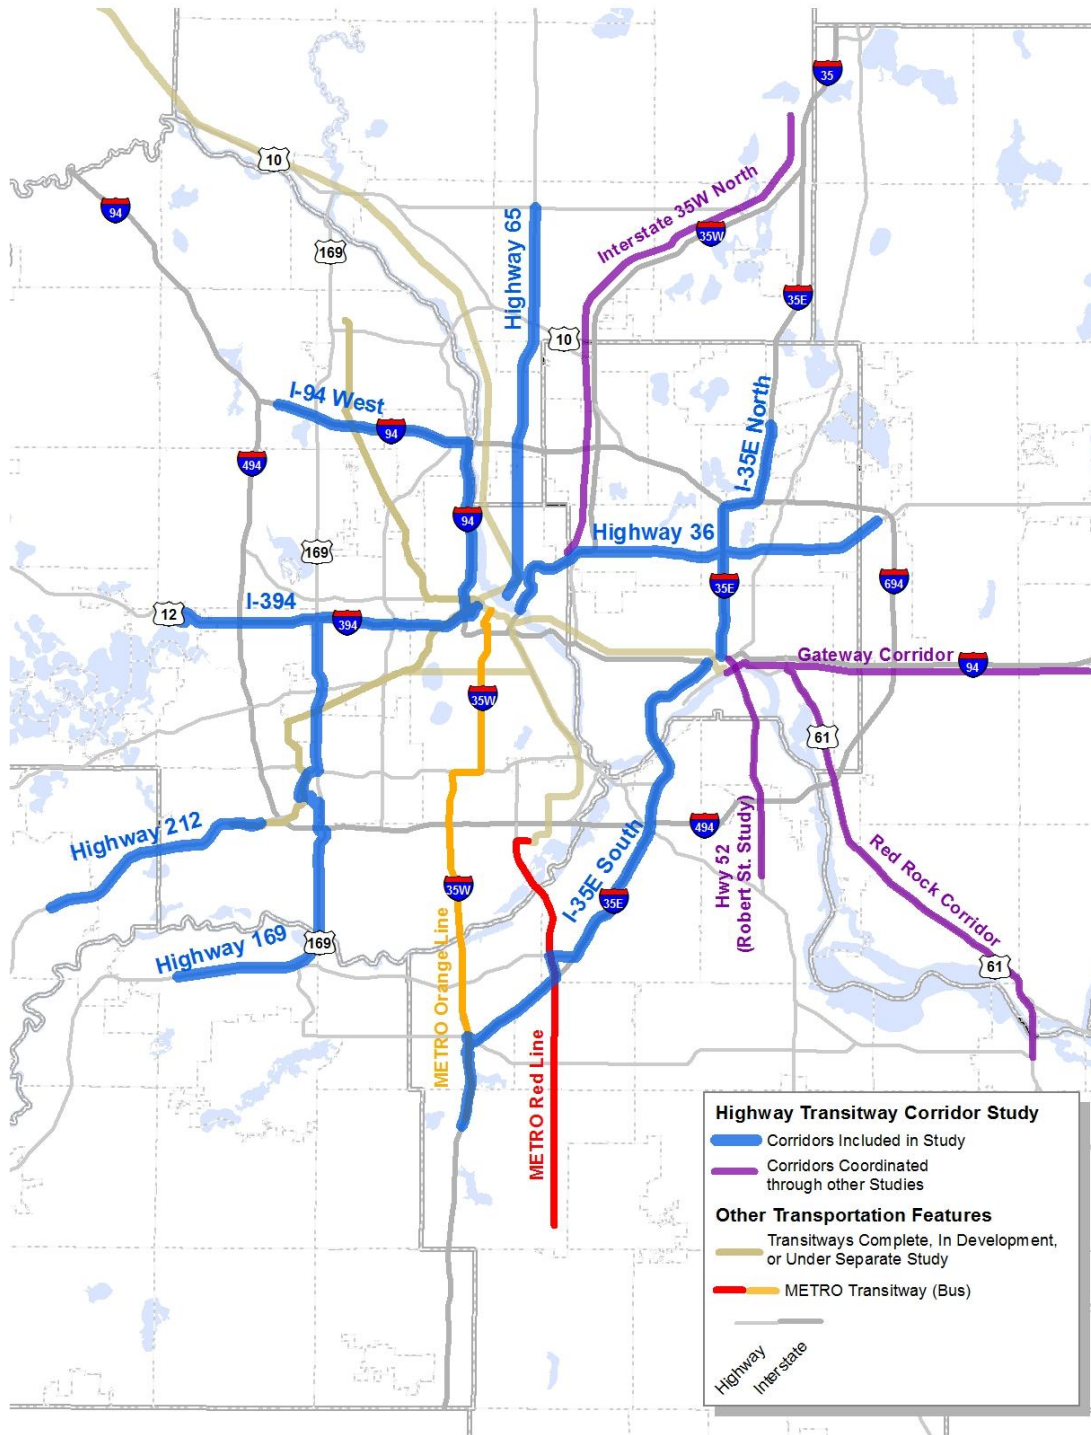 35
10
Interstate 35W North
94
35W
169
Highway 65
35E
10
I-94 West
94
I-35E North
494
94
Highway 36
169
35E
694
I-394
12
394
Gateway Corridor
94
35W
61
Highway 212
494
Hwy 52
(Robert St. Study)
Red Rock Corridor
I-35E South
35W
35E
Highway 169
169
61
METRO Orange Line
METRO Red Line
Highway Transitway Corridor Study
Corridors Included in Study
Corridors Coordinated
through other Studies
Other Transportation Features
Transitways Complete, In Development,
or Under Separate Study
METRO Transitway (Bus)
Highway
Interstate